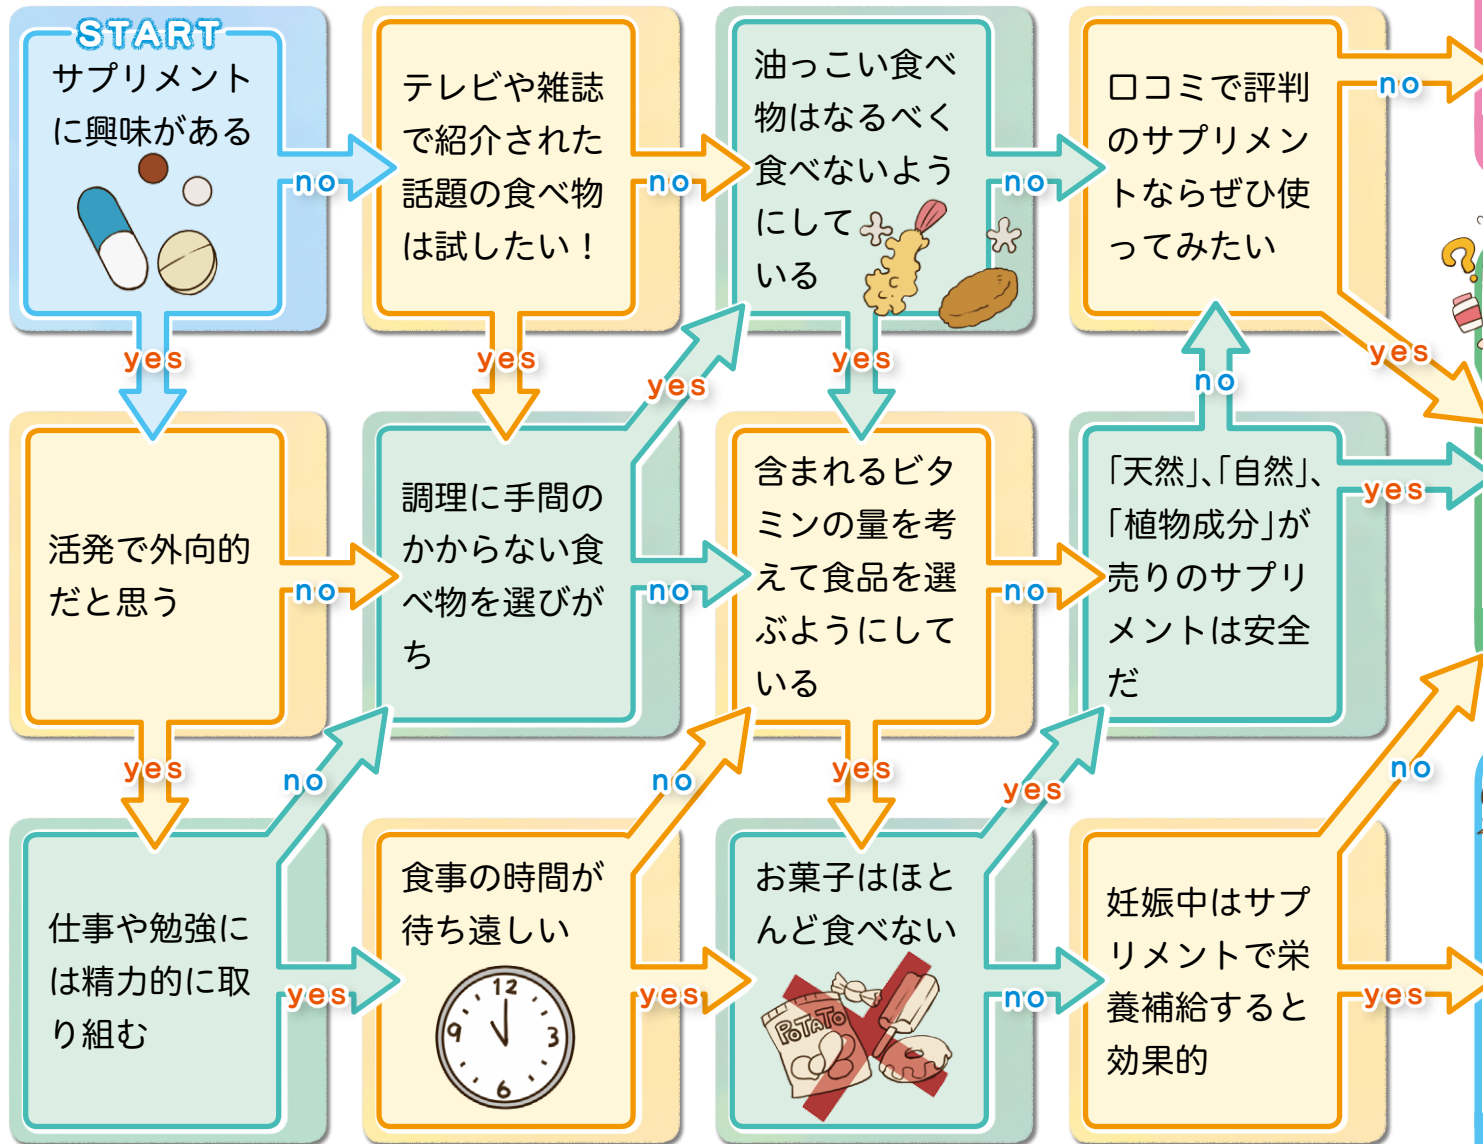 START
サプリメント
に興味がある
no
yes
テレビや雑誌
で紹介された
話題の食べ物
は試したい！
no
yes
油っこい食べ
物はなるべく
食べないよう
にして
いる
no
yes
口コミで評判
のサプリメン
トならぜひ使
ってみたい
no
yes
活発で外向的
だと思う
no
yes
調理に手間の
かからない食
べ物を選びが
ち
yes
no
含まれるビタ
ミンの量を考
えて食品を選
ぶようにして
いる
no
yes
「天然」、「自然」、
「植物成分」が
売りのサプリ
メントは安全
だ
no
yes
仕事や勉強に
は精力的に取
り組む
no
yes
食事の時間が
待ち遠しい
12
3
6
9
no
yes
お菓子はほと
んど食べない
POTATO
yes
no
妊娠中はサプ
リメントで栄
養補給すると
効果的
no
yes